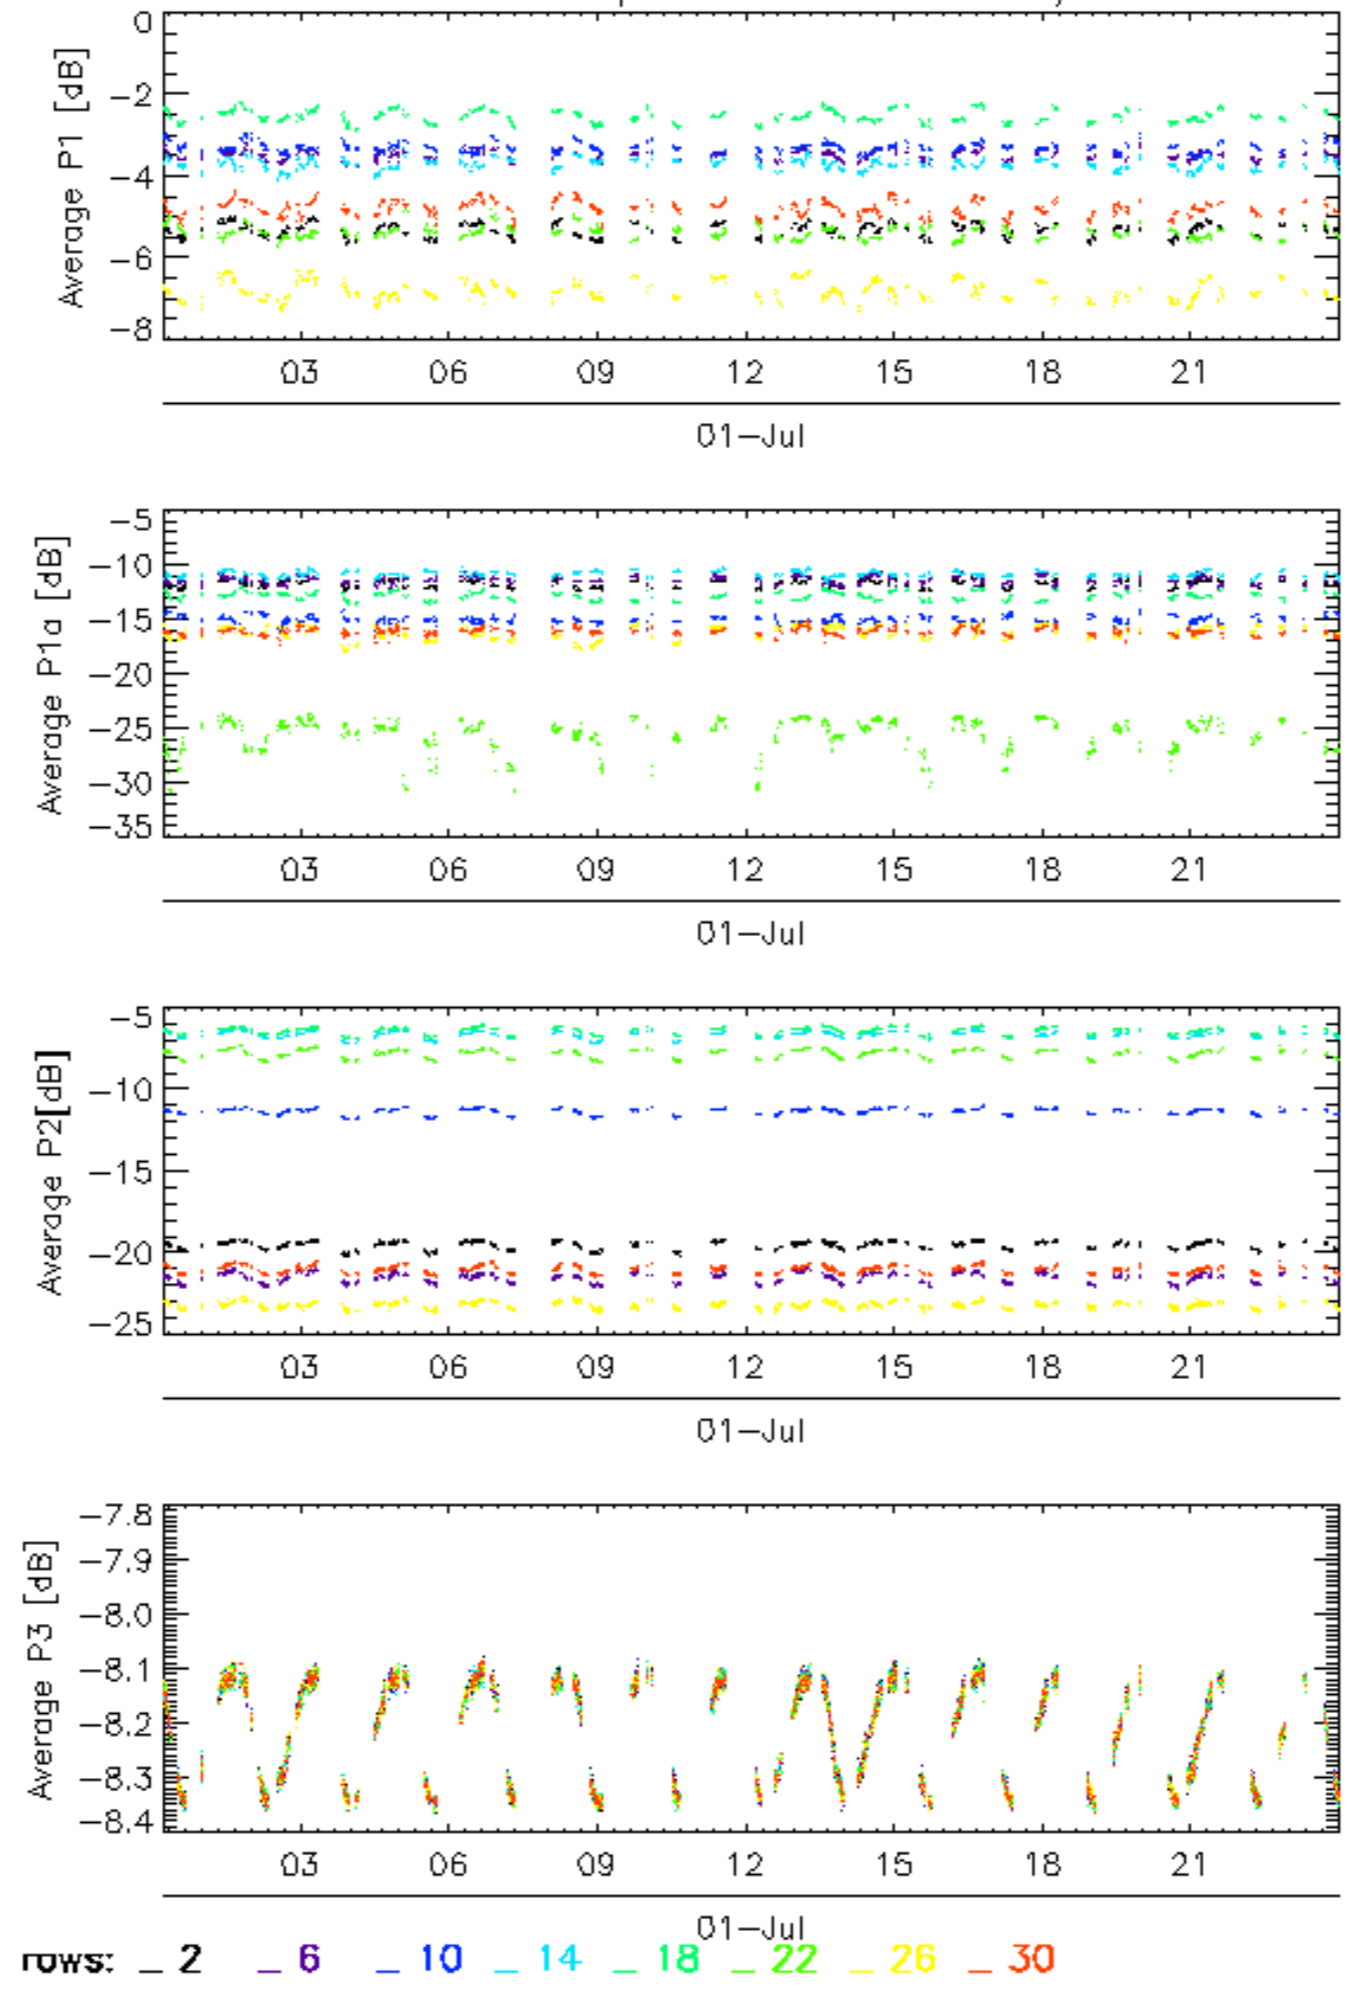 0
−2
−4
−6
−8
Average P1 [dB]
03 06 09 12 15 18 21
01−Jul
−5
−10
−15
−20
−25
−30
−35
Average P1a [dB]
03 06 09 12 15 18 21
01−Jul
−5
−10
−15
−20
−25
Average P2[dB]
03 06 09 12 15 18 21
01−Jul
−7.8
−7.9
−8.0
−8.1
−8.2
−8.3
−8.4
Average P3 [dB]
03 06 09 12 15 18 21
01−Jul
rows: _ 2 _ 6 _ 10 _ 14 _ 18 _ 22 _ 26 _ 30